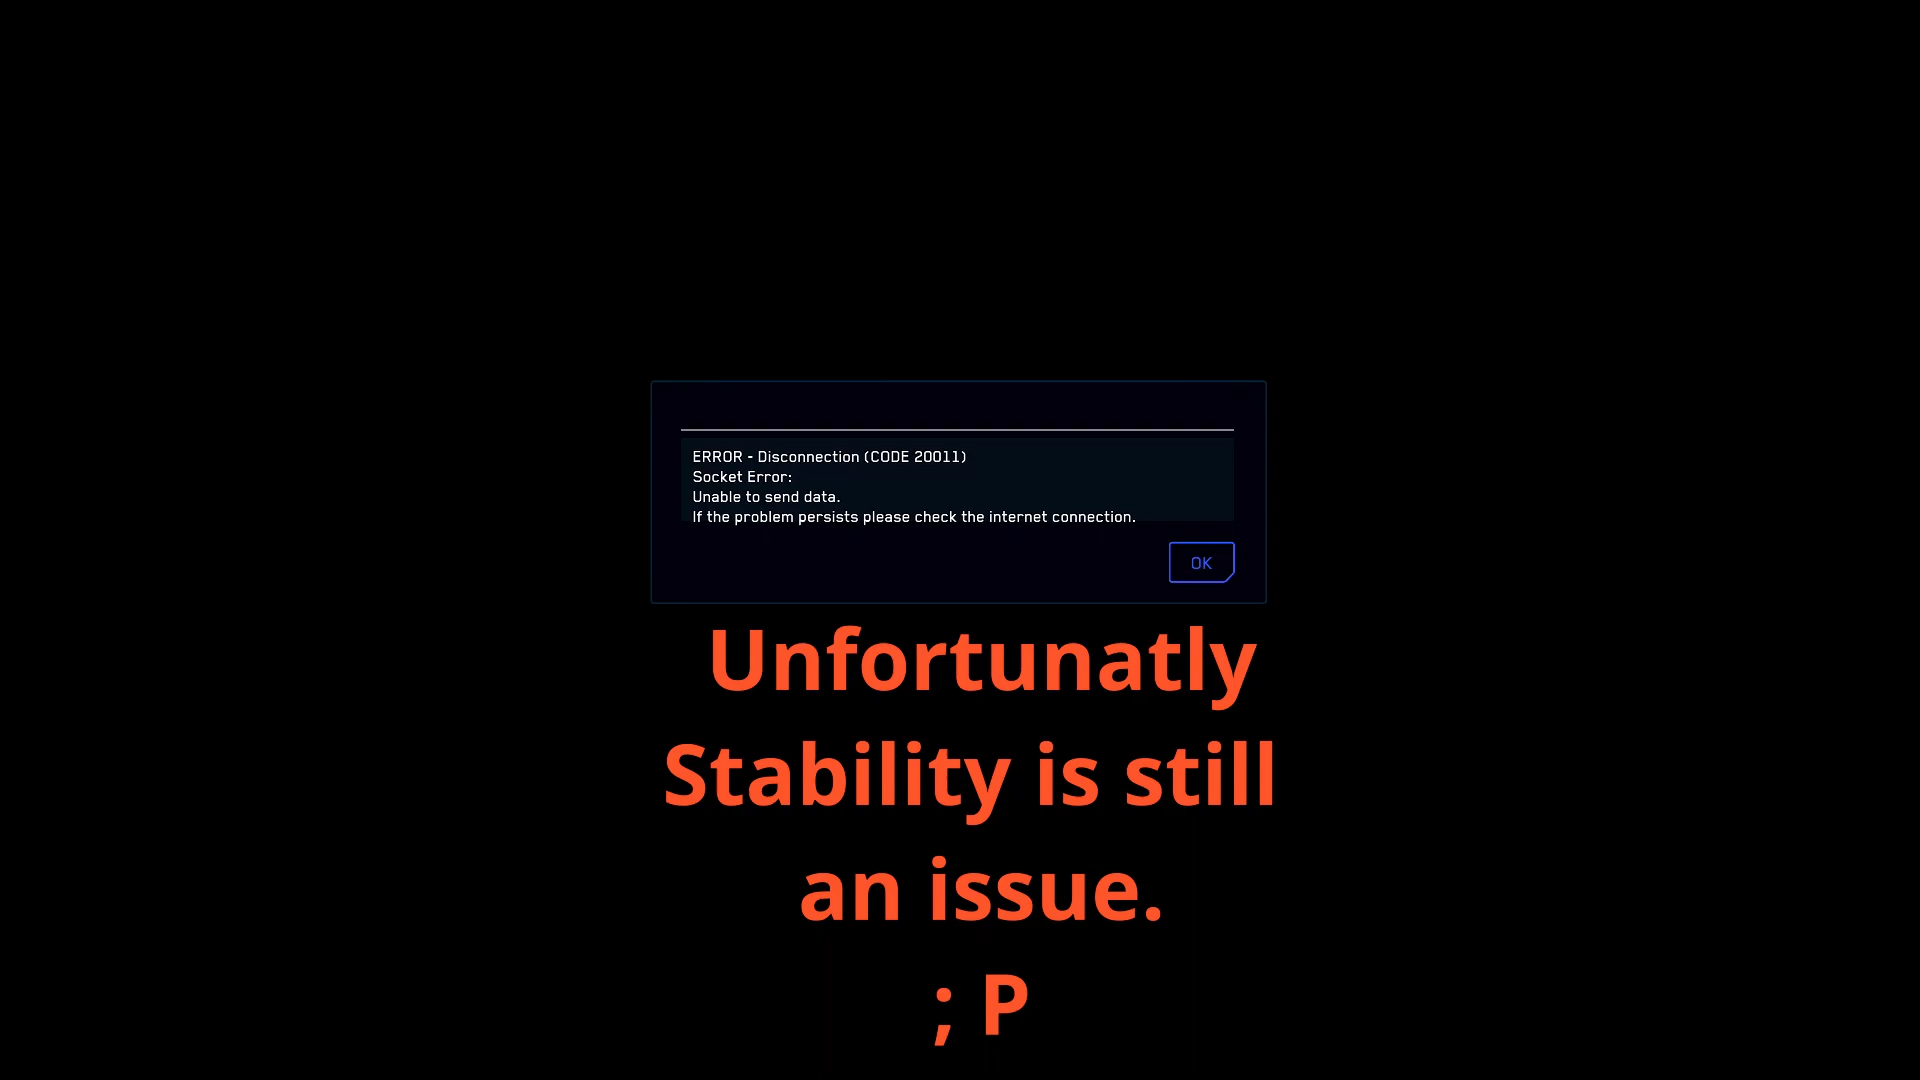 ERROR - Disconnection (CODE 20011)
Socket Error:
Unable to send data.
If the problem persists please check the internet connection.
OK
Unfortunatly
Stability is still
an issue.
; P